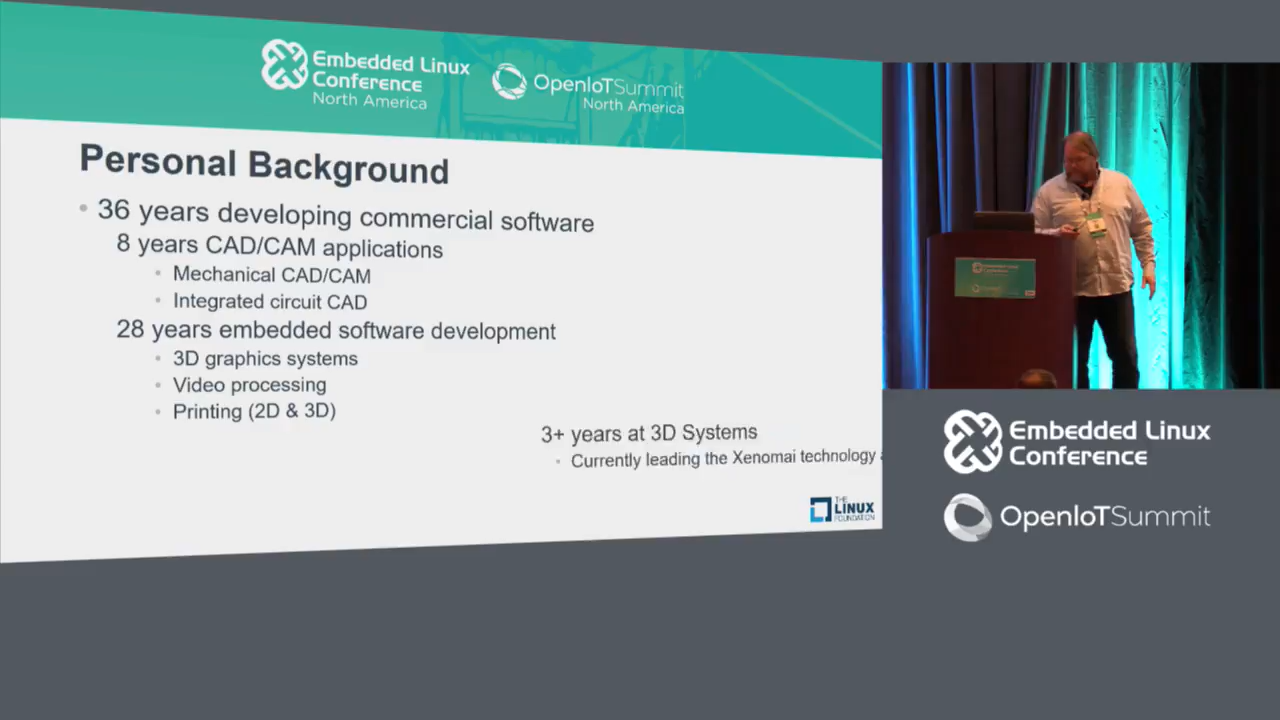 Embedded Linux
Conference
North America
OpenIoTSummit
North America
Personal Background
36 years developing commercial software
8 years CAD/CAM applications
Mechanical CAD/CAM
Integrated circuit CAD
28 years embedded software development
3D graphics systems
Video processing
Printing (2D & 3D)
3+ years at 3D Systems
Currently leading the Xenomai technology
THE
LINUX
FOUNDATION
Embedded Linux
Conference
OpenIoTSummit